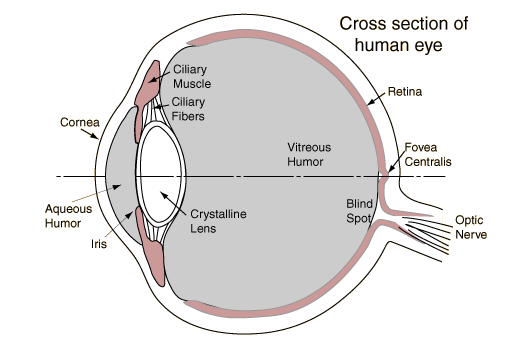 Cross section of
human eye
Ciliary
Muscle
Ciliary
Fibers
Retina
Cornea
Vitreous
Humor
Fovea
Centralis
Aqueous
Humor
Iris
Crystalline
Lens
Blind
Spot
Optic
Nerve